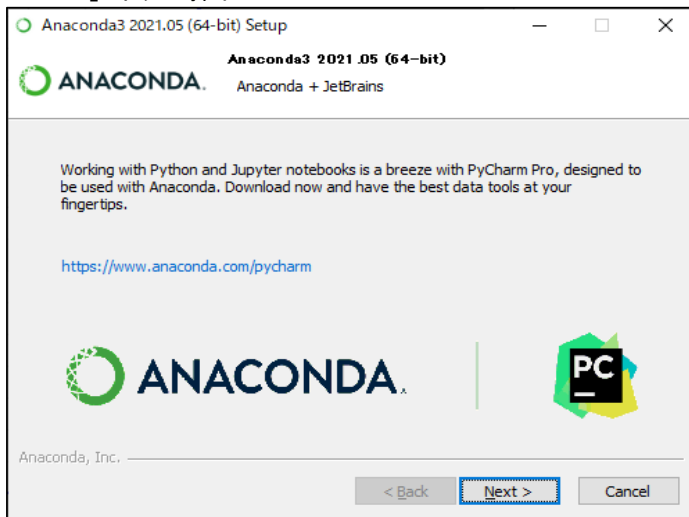 Anaconda3 2021.05 (64-bit) Setup
ANACONDA.
Anaconda3 2021.05 (64-bit)
Anaconda + JetBrains
Working with Python and Jupyter notebooks is a breeze with PyCharm Pro, designed to
be used with Anaconda. Download now and have the best data tools at your
fingertips.
https://www.anaconda.com/pycharm
ANACONDA.
PC
Anaconda, Inc.
< Back
Next >
Cancel